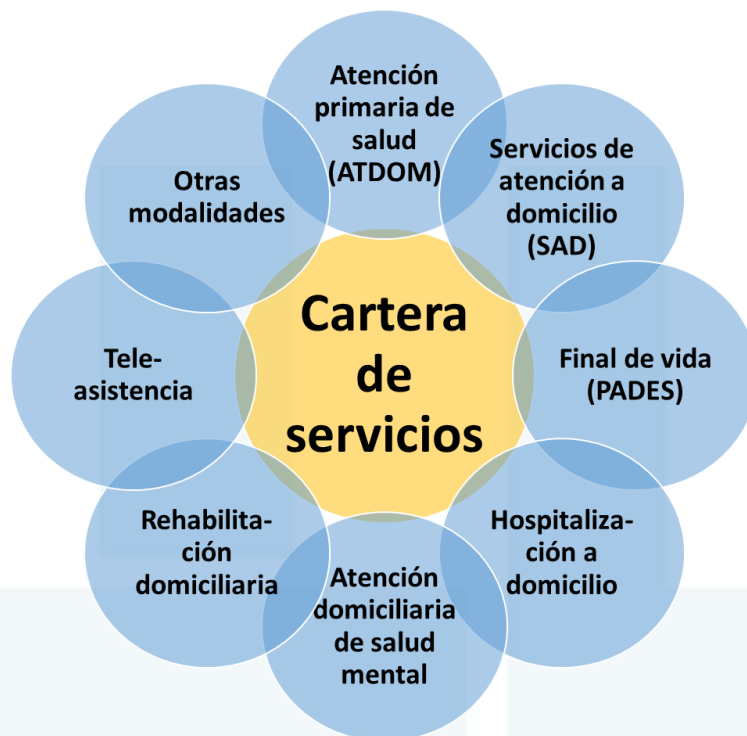 Atención
primaria de
salud
(ATDOM)
Servicios de
atención a
domicilio
(SAD)
Final de vida
(PADES)
Hospitaliza-
ción a
domicilio
Atención
domiciliaria
de salud
mental
Rehabilita-
ción
domiciliaria
Tele-
asistencia
Otras
modalidades
Cartera
de
servicios